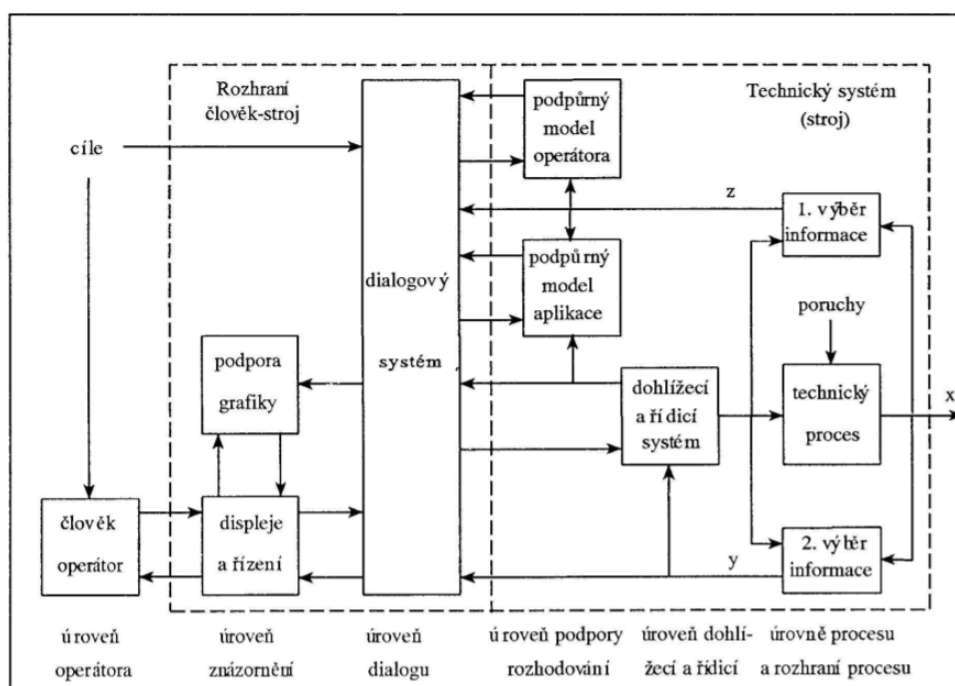 Rozhraní
člověk-stroj
Technický systém
(stroj)
cíle
podpůrný
model
operátora
z
1. výběr
informace
dialogový
systém
podpůrný
model
aplikace
poruchy
podpora
grafiky
dohlížecí
a řídicí
systém
technický
proces
x
člověk
operátor
displeje
a řízení
y
2. výběr
informace
úroveň
operátora
úroveň
znázornění
úroveň
dialogu
úroveň podpory
rozhodování
úroveň dohlí-
žecí a řídicí
úrovně procesu
a rozhraní procesu